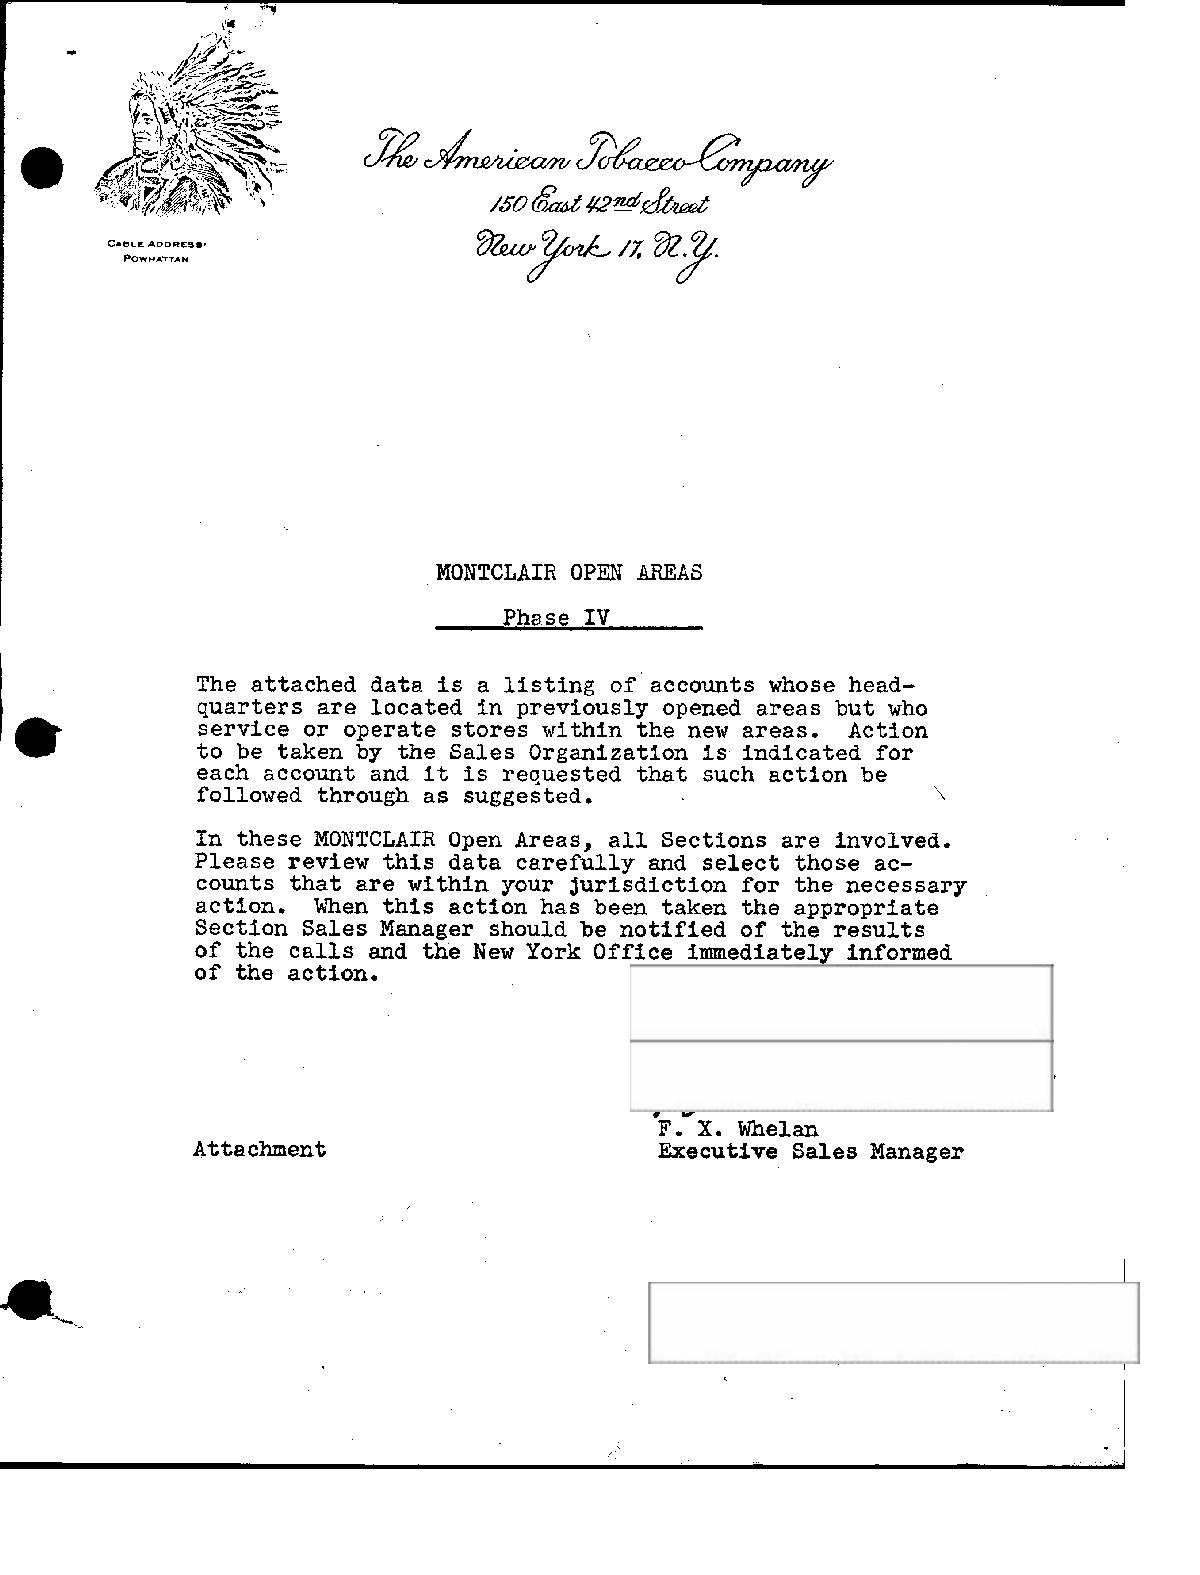 The American Tobacco Company
150 East 42nd Street
New York 17, N.Y.
CABLE ADDRESS:
POWHATTAN
MONTCLAIR OPEN AREAS
Phase IV
The attached data is a listing of accounts whose head-
quarters are located in previously opened areas but who
service or operate stores within the new areas. Action
to be taken by the Sales Organization is indicated for
each account and it is requested that such action be
followed through as suggested.
In these MONTCLAIR Open Areas, all Sections are involved.
Please review this data carefully and select those ac-
counts that are within your jurisdiction for the necessary
action. When this action has been taken the appropriate
Section Sales Manager should be notified of the results
of the calls and the New York Office immediately informed
of the action.
F. X. Whelan
Executive Sales Manager
Attachment